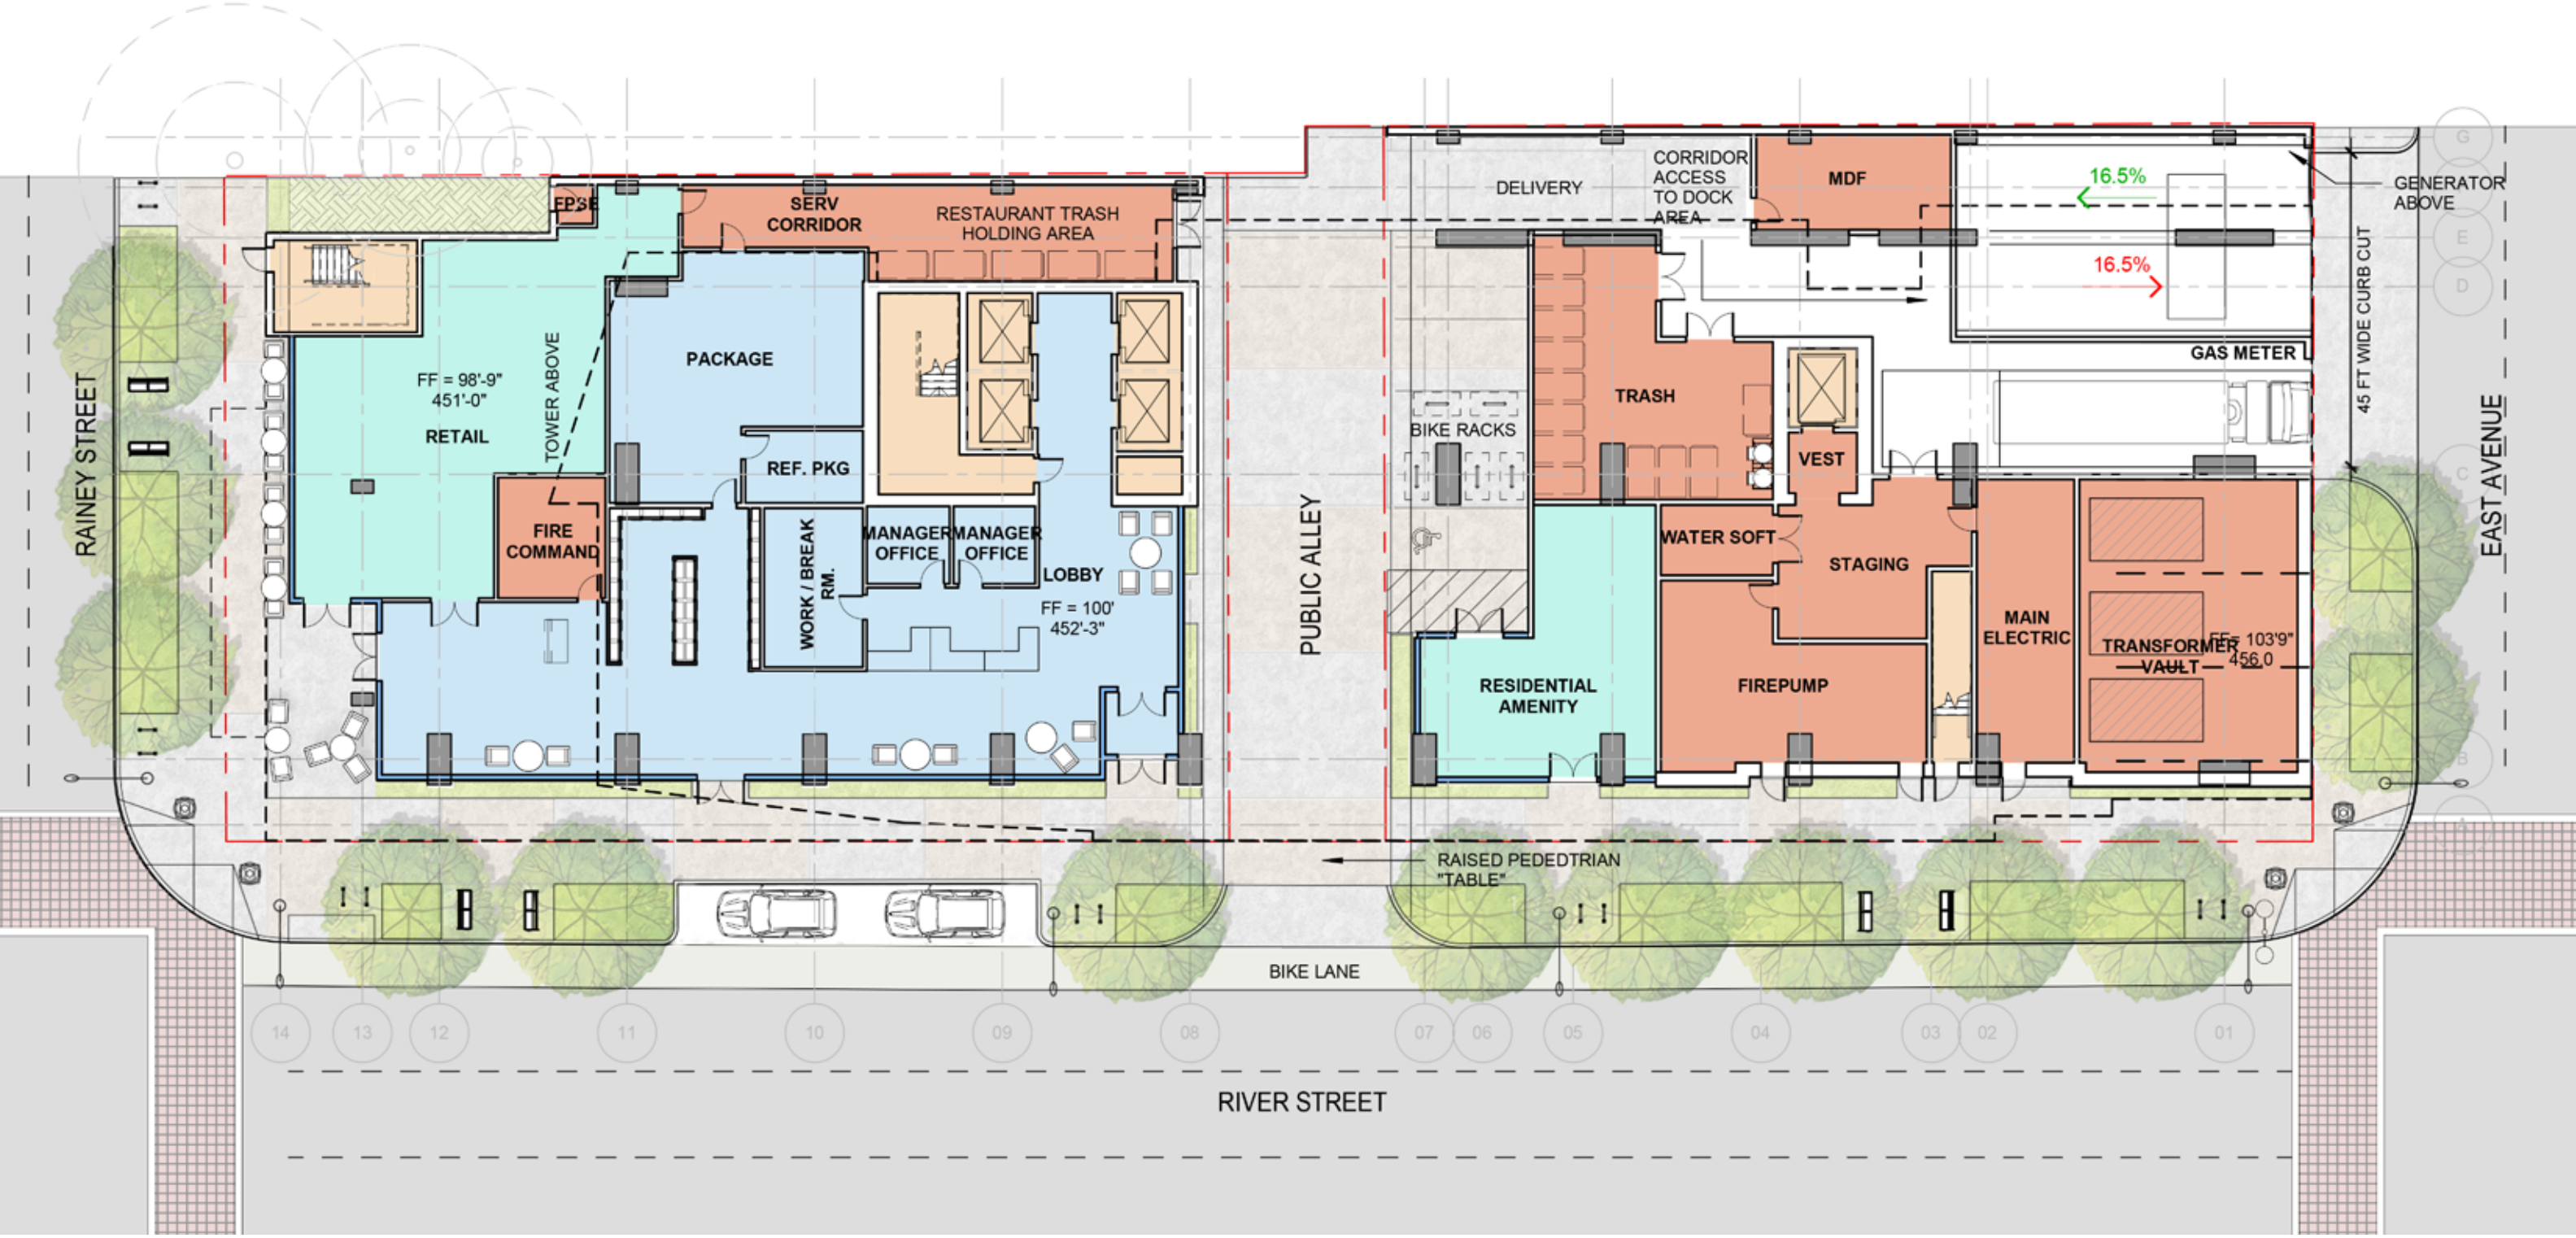 RAINEY STREET
FPSE
SERV
CORRIDOR
RESTAURANT TRASH
HOLDING AREA
FF = 98'-9"
451'-0"
RETAIL
TOWER ABOVE
PACKAGE
REF. PKG
FIRE
COMMAND
WORK / BREAK
RM.
MANAGER
OFFICE
MANAGER
OFFICE
LOBBY
FF = 100'
452'-3"
PUBLIC ALLEY
DELIVERY
CORRIDOR
ACCESS
TO DOCK
AREA
MDF
16.5%
16.5%
GENERATOR
ABOVE
45 FT WIDE CURB CUT
GAS METER
EAST AVENUE
TRASH
BIKE RACKS
VEST
WATER SOFT
STAGING
MAIN
ELECTRIC
TRANSFORMER
VAULT
FF= 103'9"
456.0
FIREPUMP
RESIDENTIAL
AMENITY
RAISED PEDEDTRIAN
"TABLE"
BIKE LANE
G
E
D
C
B
A
14
13
12
11
10
09
08
07
06
05
04
03
02
01
RIVER STREET